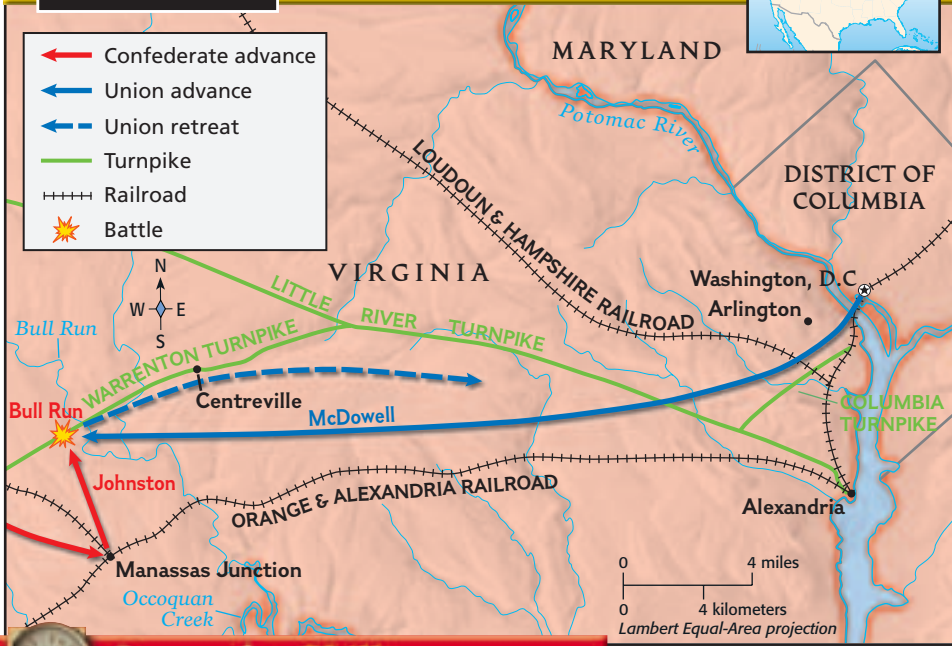 Confederate advance
Union advance
Union retreat
Turnpike
Railroad
Battle
MARYLAND
Potomac River
DISTRICT OF
COLUMBIA
LOUDOUN & HAMPSHIRE RAILROAD
VIRGINIA
N
W E
S
Washington, D.C
Arlington
LITTLE RIVER TURNPIKE
Bull Run
WARRENTON TURNPIKE
Centreville
COLUMBIA
TURNPIKE
Bull Run
McDowell
Johnston
ORANGE & ALEXANDRIA RAILROAD
Alexandria
Manassas Junction
Occoquan
Creek
0 4 miles
0 4 kilometers
Lambert Equal-Area projection